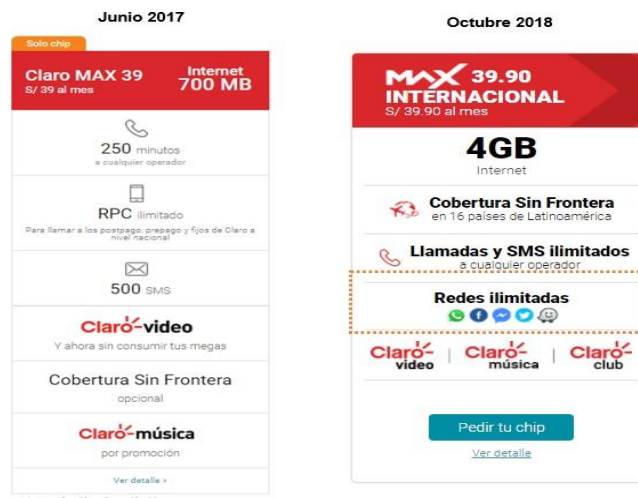 Junio 2017
Solo chip
Claro MAX 39
S/ 39 al mes
Internet
700 MB
250 minutos
a cualquier operador
RPC ilimitado
Para llamar a los postpago, prepago y fijos de Claro a
nivel nacional
500 SMS
Claro video
Y ahora sin consumir tus megas
Cobertura Sin Frontera
opcional
Claro música
por promoción
Ver detalle »
Octubre 2018
MAX 39.90
INTERNACIONAL
S/ 39.90 al mes
4GB
Internet
Cobertura Sin Frontera
en 16 países de Latinoamérica
Llamadas y SMS ilimitados
a cualquier operador
Redes ilimitadas
Claro video | Claro música | Claro club
Pedir tu chip
Ver detalle